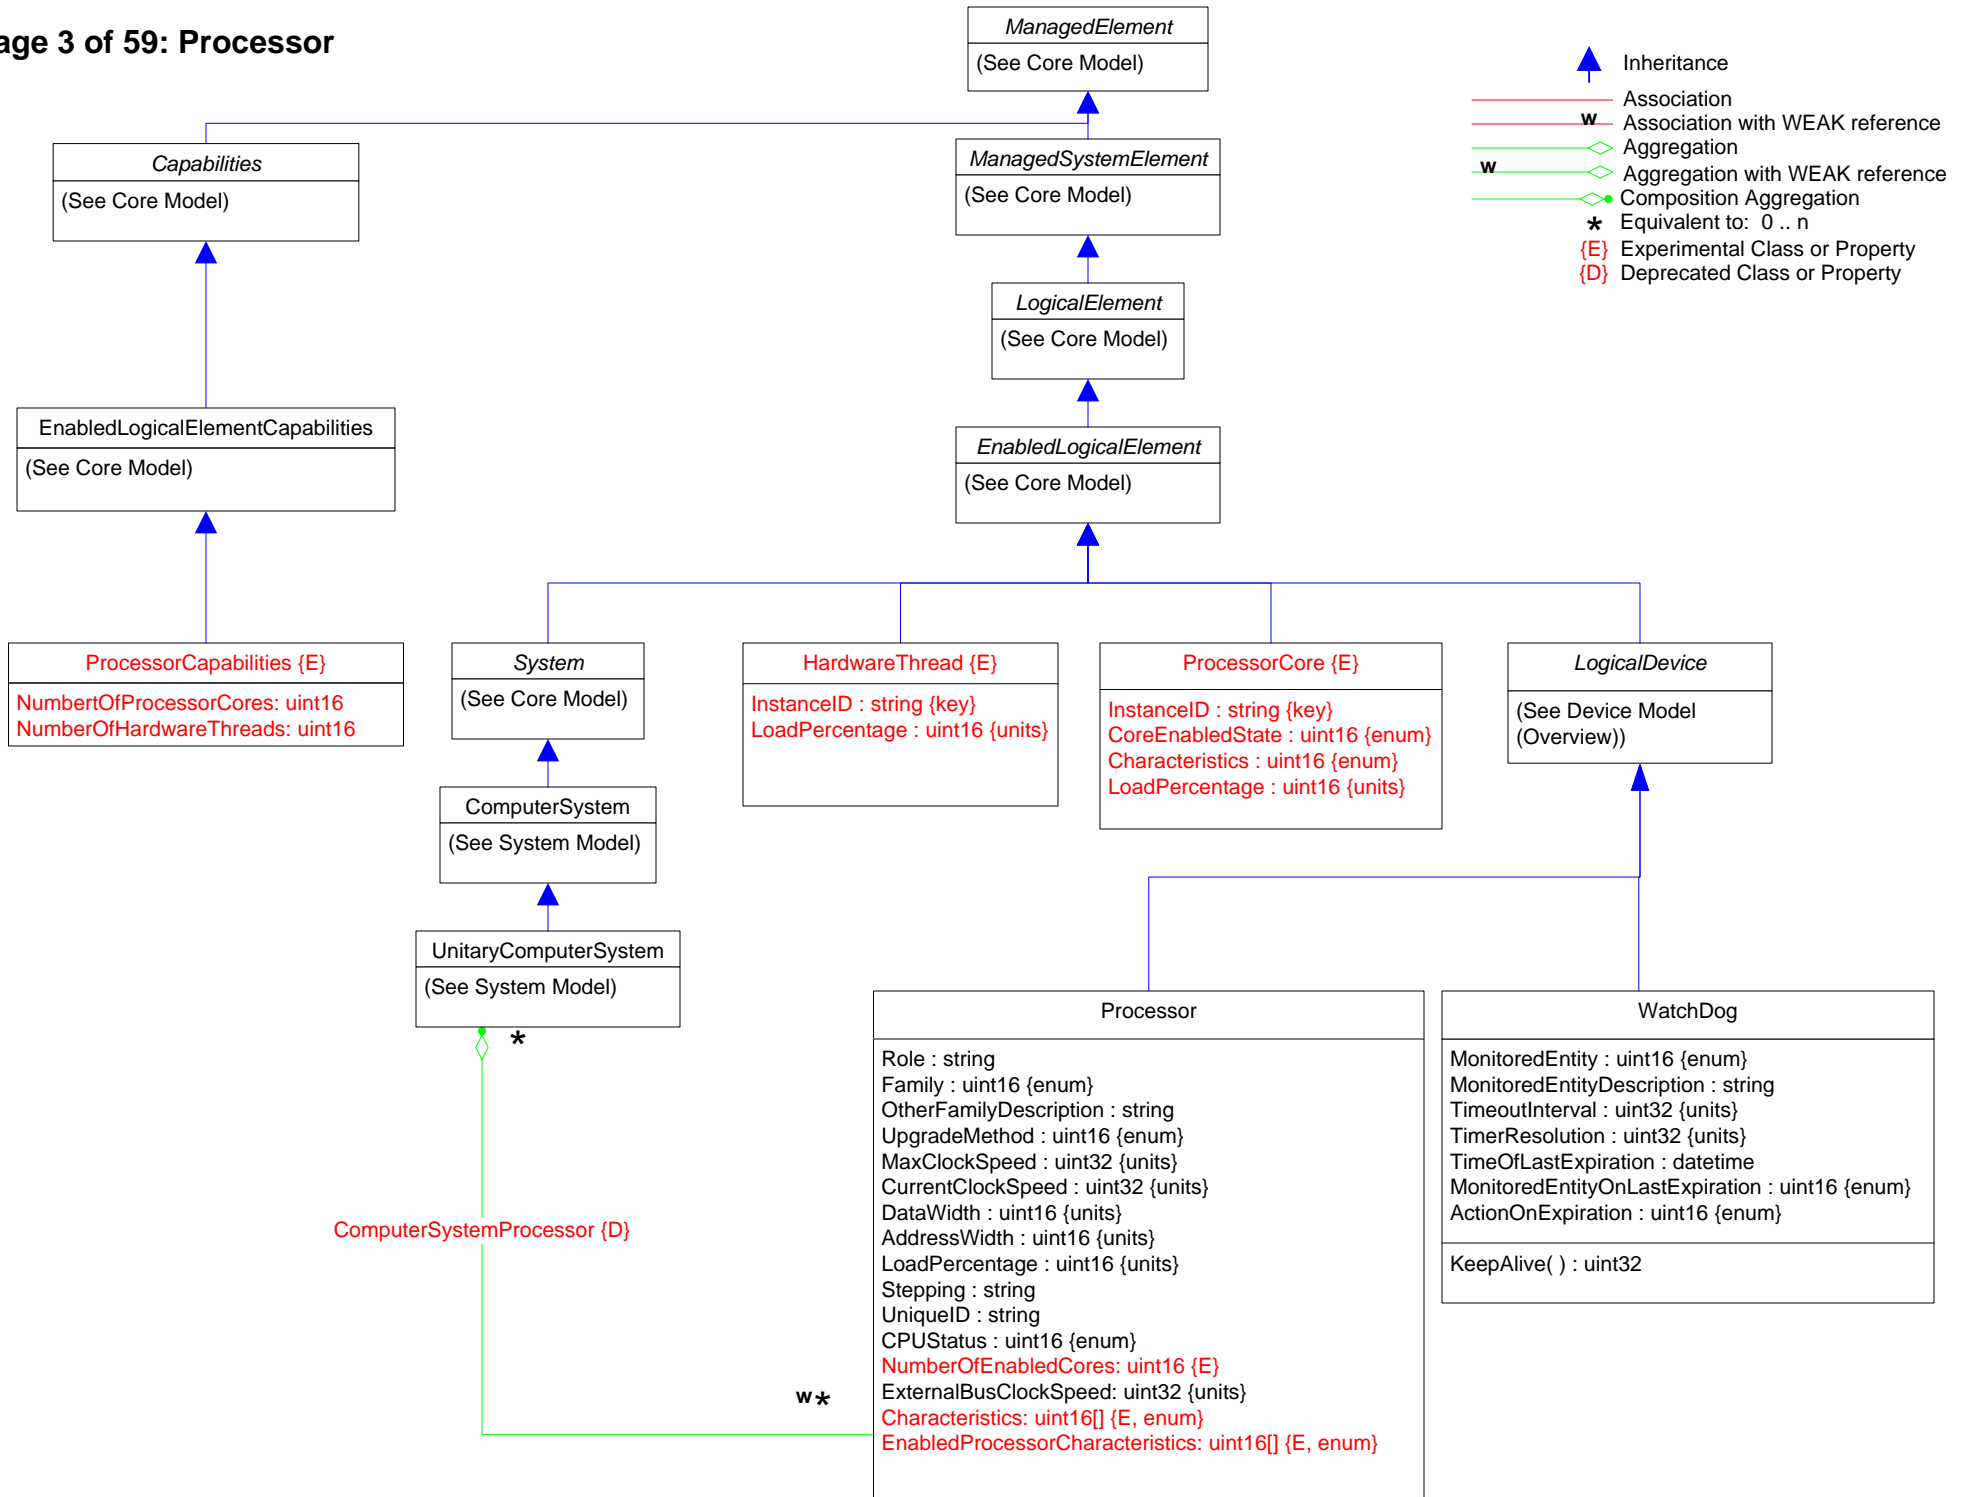 age 3 of 59: Processor
ManagedElement
(See Core Model)
Inheritance
Association
w
Association with WEAK reference
Aggregation
w
Aggregation with WEAK reference
Composition Aggregation
* Equivalent to: 0 .. n
{E} Experimental Class or Property
{D} Deprecated Class or Property
Capabilities
(See Core Model)
ManagedSystemElement
(See Core Model)
LogicalElement
(See Core Model)
EnabledLogicalElementCapabilities
(See Core Model)
EnabledLogicalElement
(See Core Model)
ProcessorCapabilities {E}
NumbertOfProcessorCores: uint16
NumberOfHardwareThreads: uint16
System
(See Core Model)
HardwareThread {E}
InstanceID : string {key}
LoadPercentage : uint16 {units}
ProcessorCore {E}
InstanceID : string {key}
CoreEnabledState : uint16 {enum}
Characteristics : uint16 {enum}
LoadPercentage : uint16 {units}
LogicalDevice
(See Device Model
(Overview))
ComputerSystem
(See System Model)
UnitaryComputerSystem
(See System Model)
*
ComputerSystemProcessor {D}
w*
Processor
Role : string
Family : uint16 {enum}
OtherFamilyDescription : string
UpgradeMethod : uint16 {enum}
MaxClockSpeed : uint32 {units}
CurrentClockSpeed : uint32 {units}
DataWidth : uint16 {units}
AddressWidth : uint16 {units}
LoadPercentage : uint16 {units}
Stepping : string
UniqueID : string
CPUStatus : uint16 {enum}
NumberOfEnabledCores: uint16 {E}
ExternalBusClockSpeed: uint32 {units}
Characteristics: uint16[] {E, enum}
EnabledProcessorCharacteristics: uint16[] {E, enum}
WatchDog
MonitoredEntity : uint16 {enum}
MonitoredEntityDescription : string
TimeoutInterval : uint32 {units}
TimerResolution : uint32 {units}
TimeOfLastExpiration : datetime
MonitoredEntityOnLastExpiration : uint16 {enum}
ActionOnExpiration : uint16 {enum}
KeepAlive( ) : uint32